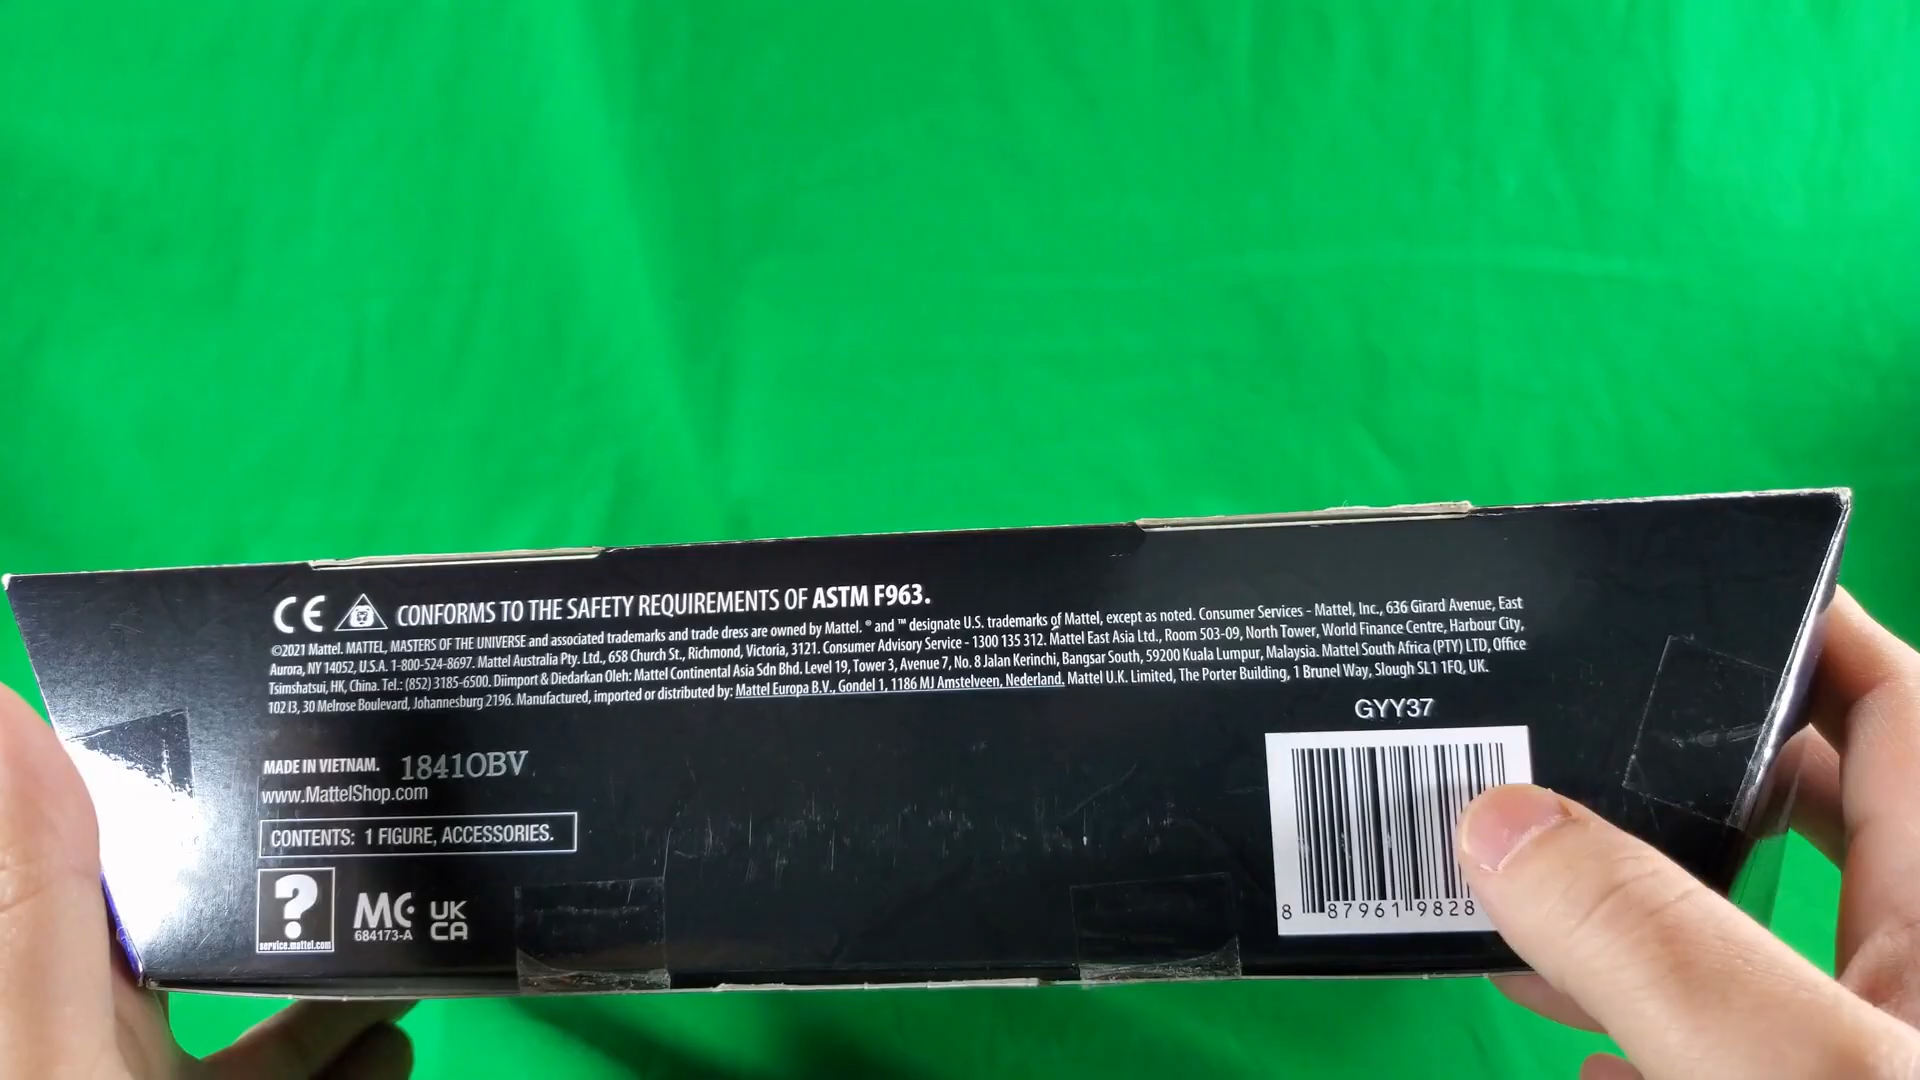 CE CONFORMS TO THE SAFETY REQUIREMENTS OF ASTM F963.
©2021 Mattel. MATTEL, MASTERS OF THE UNIVERSE and associated trademarks and trade dress are owned by Mattel. ® and ™ designate U.S. trademarks of Mattel, except as noted. Consumer Services - Mattel, Inc., 636 Girard Avenue, East
Aurora, NY 14052, U.S.A. 1-800-524-8697. Mattel Australia Pty. Ltd., 658 Church St., Richmond, Victoria, 3121. Consumer Advisory Service - 1300 135 312. Mattel East Asia Ltd., Room 503-09, North Tower, World Finance Centre, Harbour City,
Tsimshatsui, HK, China. Tel.: (852) 3185-6500. Diimport & Diedarkan Oleh: Mattel Continental Asia Sdn Bhd. Level 19, Tower 3, Avenue 7, No. 8 Jalan Kerinchi, Bangsar South, 59200 Kuala Lumpur, Malaysia. Mattel South Africa (PTY) LTD, Office
102 I3, 30 Melrose Boulevard, Johannesburg 2196. Manufactured, imported or distributed by: Mattel Europa B.V., Gondel 1, 1186 MJ Amstelveen, Nederland. Mattel U.K. Limited, The Porter Building, 1 Brunel Way, Slough SL1 1FQ, UK.
GYY37
MADE IN VIETNAM. 1841OBV
www.MattelShop.com
CONTENTS: 1 FIGURE, ACCESSORIES.
?
service.mattel.com
MC
684173-A
UK
CA
8 87961 9828